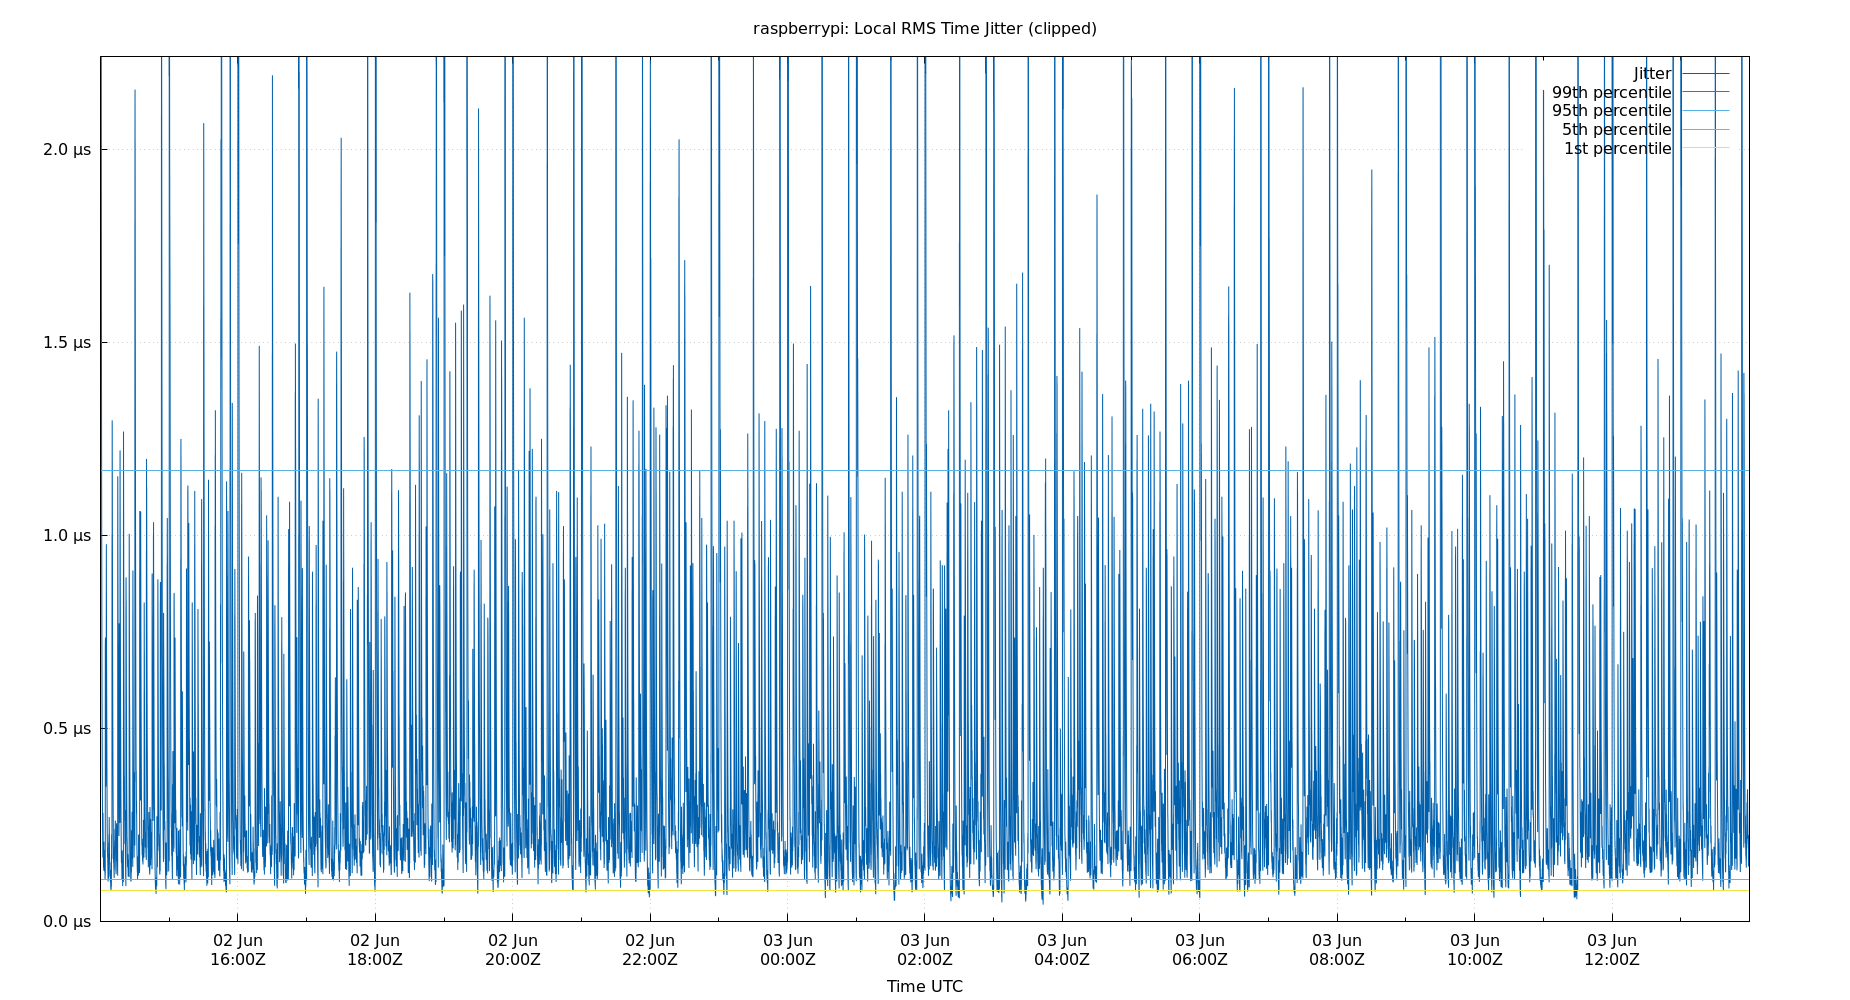 raspberrypi: Local RMS Time Jitter (clipped)
Jitter
99th percentile
95th percentile
5th percentile
1st percentile
2.0 µs
1.5 µs
1.0 µs
0.5 µs
0.0 µs
02 Jun 02 Jun 02 Jun 02 Jun 03 Jun 03 Jun 03 Jun 03 Jun 03 Jun 03 Jun 03 Jun
16:00Z 18:00Z 20:00Z 22:00Z 00:00Z 02:00Z 04:00Z 06:00Z 08:00Z 10:00Z 12:00Z
Time UTC